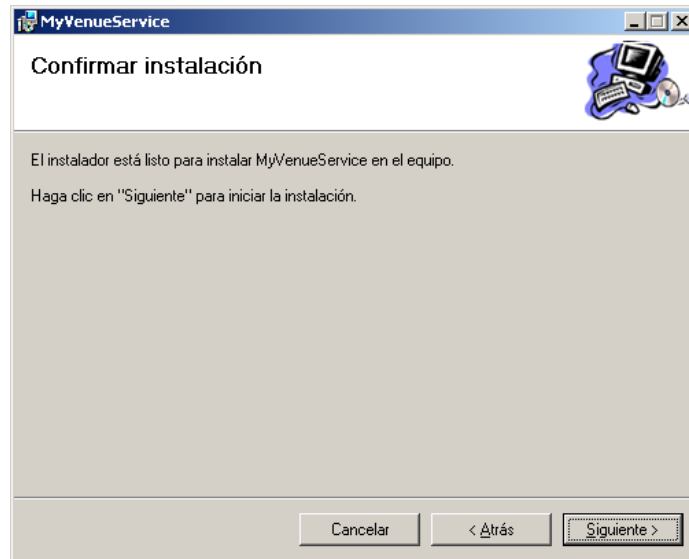 MyVenueService
Confirmar instalación
El instalador está listo para instalar MyVenueService en el equipo.
Haga clic en "Siguiente" para iniciar la instalación.
Cancelar
< Atrás
Siguiente >